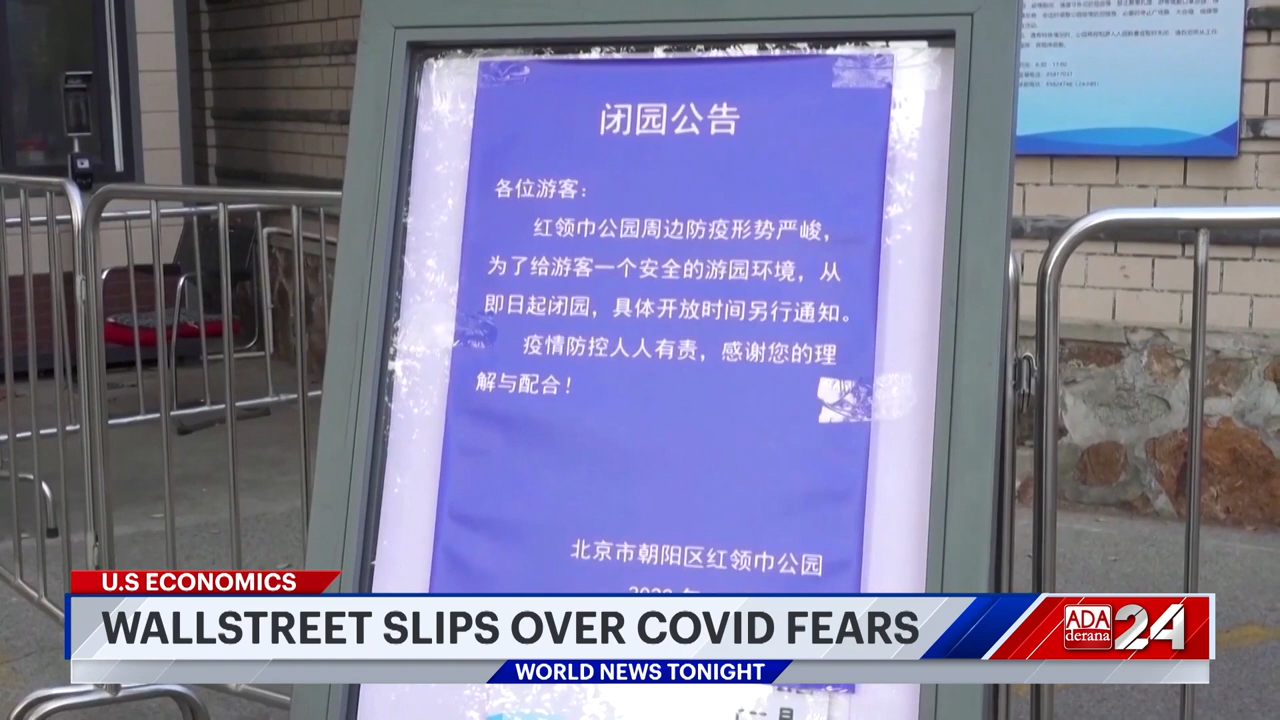 闭园公告
各位游客：
红领巾公园周边防疫形势严峻，
为了给游客一个安全的游园环境，从
即日起闭园，具体开放时间另行通知。
疫情防控人人有责，感谢您的理
解与配合！
北京市朝阳区红领巾公园
U.S ECONOMICS
WALLSTREET SLIPS OVER COVID FEARS
ADA
derana
24
WORLD NEWS TONIGHT